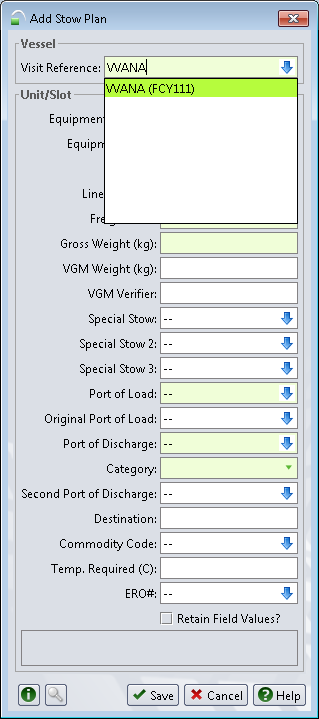 Add Stow Plan
Vessel
Visit Reference: VVANA
VVANA (FCY111)
Unit/Slot
Equipment
Equipm
Line
Freig
Gross Weight (kg):
VGM Weight (kg):
VGM Verifier:
Special Stow: --
Special Stow 2: --
Special Stow 3: --
Port of Load: --
Original Port of Load: --
Port of Discharge: --
Category:
Second Port of Discharge: --
Destination:
Commodity Code: --
Temp. Required (C):
ERO#: --
Retain Field Values?
Save Cancel Help